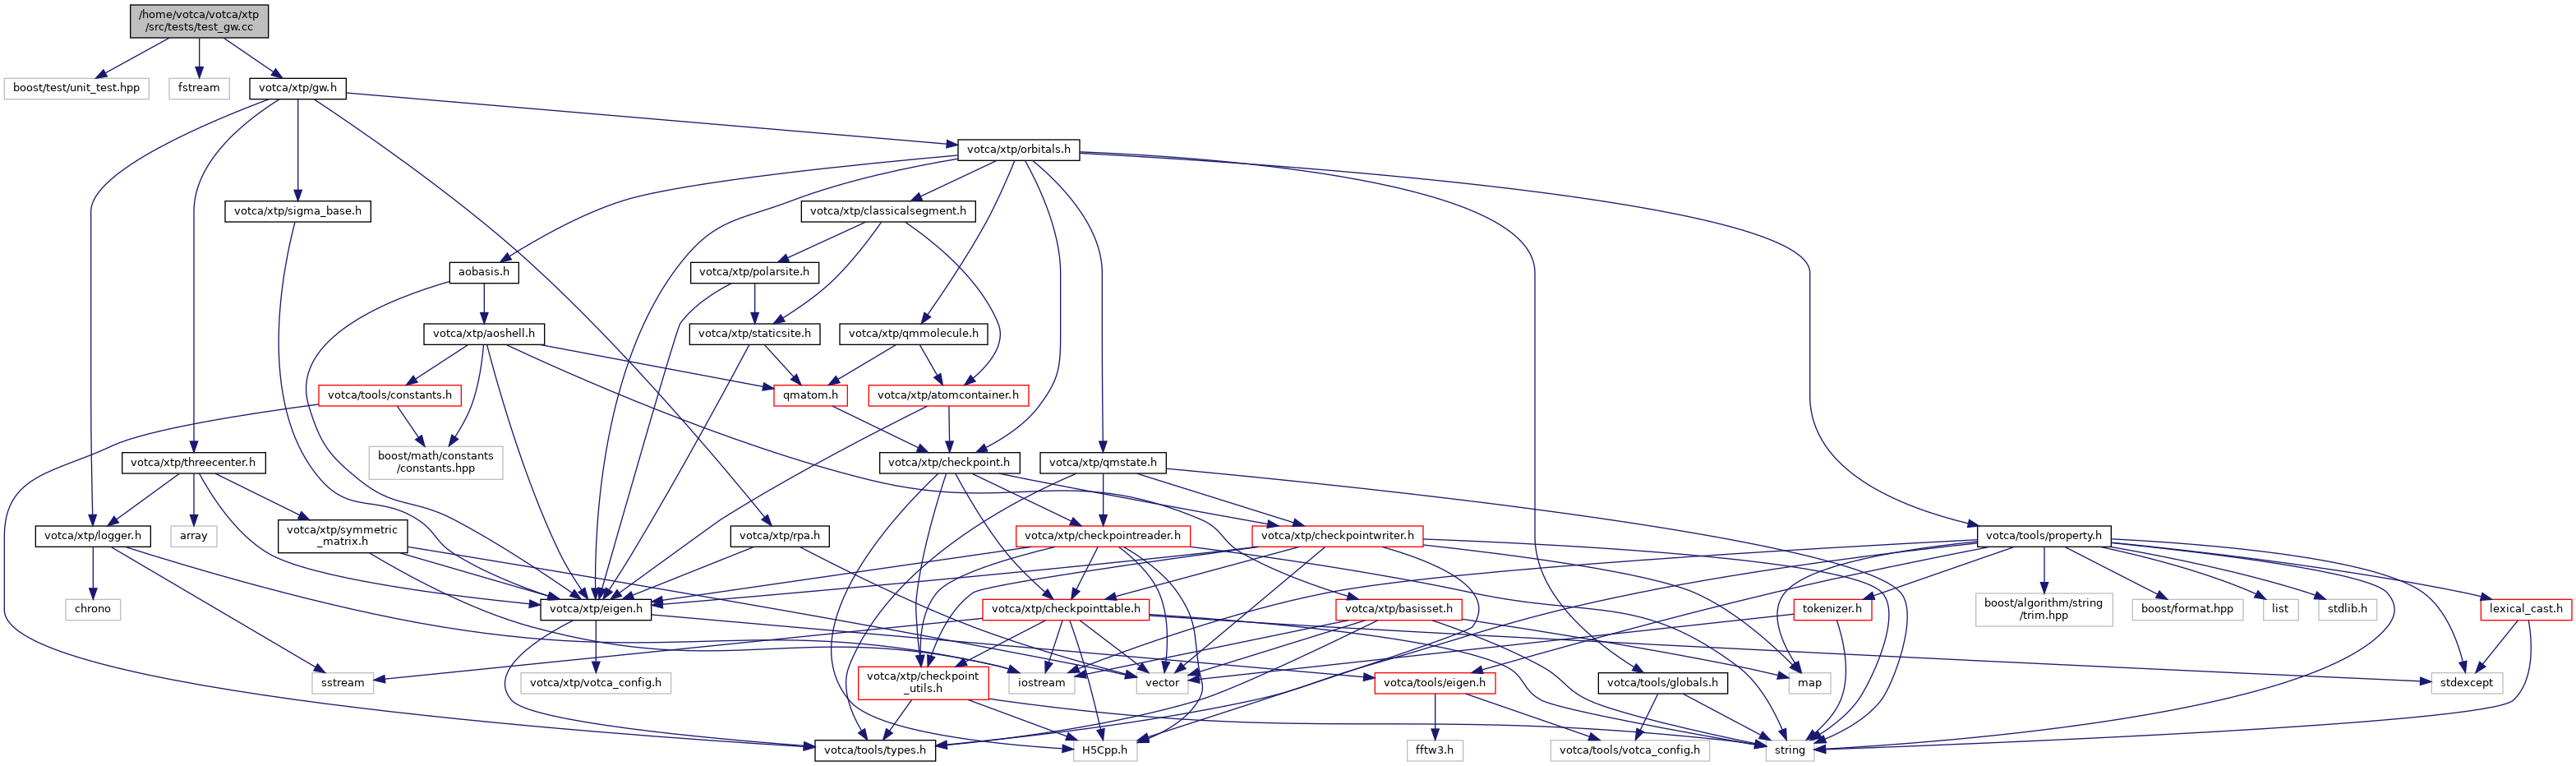 /home/votca/votca/xtp
/src/tests/test_gw.cc
boost/test/unit_test.hpp
fstream
votca/xtp/gw.h
votca/xtp/orbitals.h
votca/xtp/sigma_base.h
votca/xtp/classicalsegment.h
aobasis.h
votca/xtp/polarsite.h
votca/xtp/aoshell.h
votca/xtp/staticsite.h
votca/xtp/qmmolecule.h
votca/tools/constants.h
qmatom.h
votca/xtp/atomcontainer.h
votca/xtp/threecenter.h
boost/math/constants
/constants.hpp
votca/xtp/checkpoint.h
votca/xtp/qmstate.h
votca/xtp/logger.h
array
votca/xtp/symmetric
_matrix.h
votca/xtp/rpa.h
votca/xtp/checkpointreader.h
votca/xtp/checkpointwriter.h
votca/tools/property.h
chrono
votca/xtp/eigen.h
votca/xtp/checkpointtable.h
votca/xtp/basisset.h
tokenizer.h
boost/algorithm/string
/trim.hpp
boost/format.hpp
list
stdlib.h
lexical_cast.h
sstream
votca/xtp/votca_config.h
votca/xtp/checkpoint
_utils.h
iostream
vector
votca/tools/eigen.h
votca/tools/globals.h
map
stdexcept
votca/tools/types.h
H5Cpp.h
fftw3.h
votca/tools/votca_config.h
string